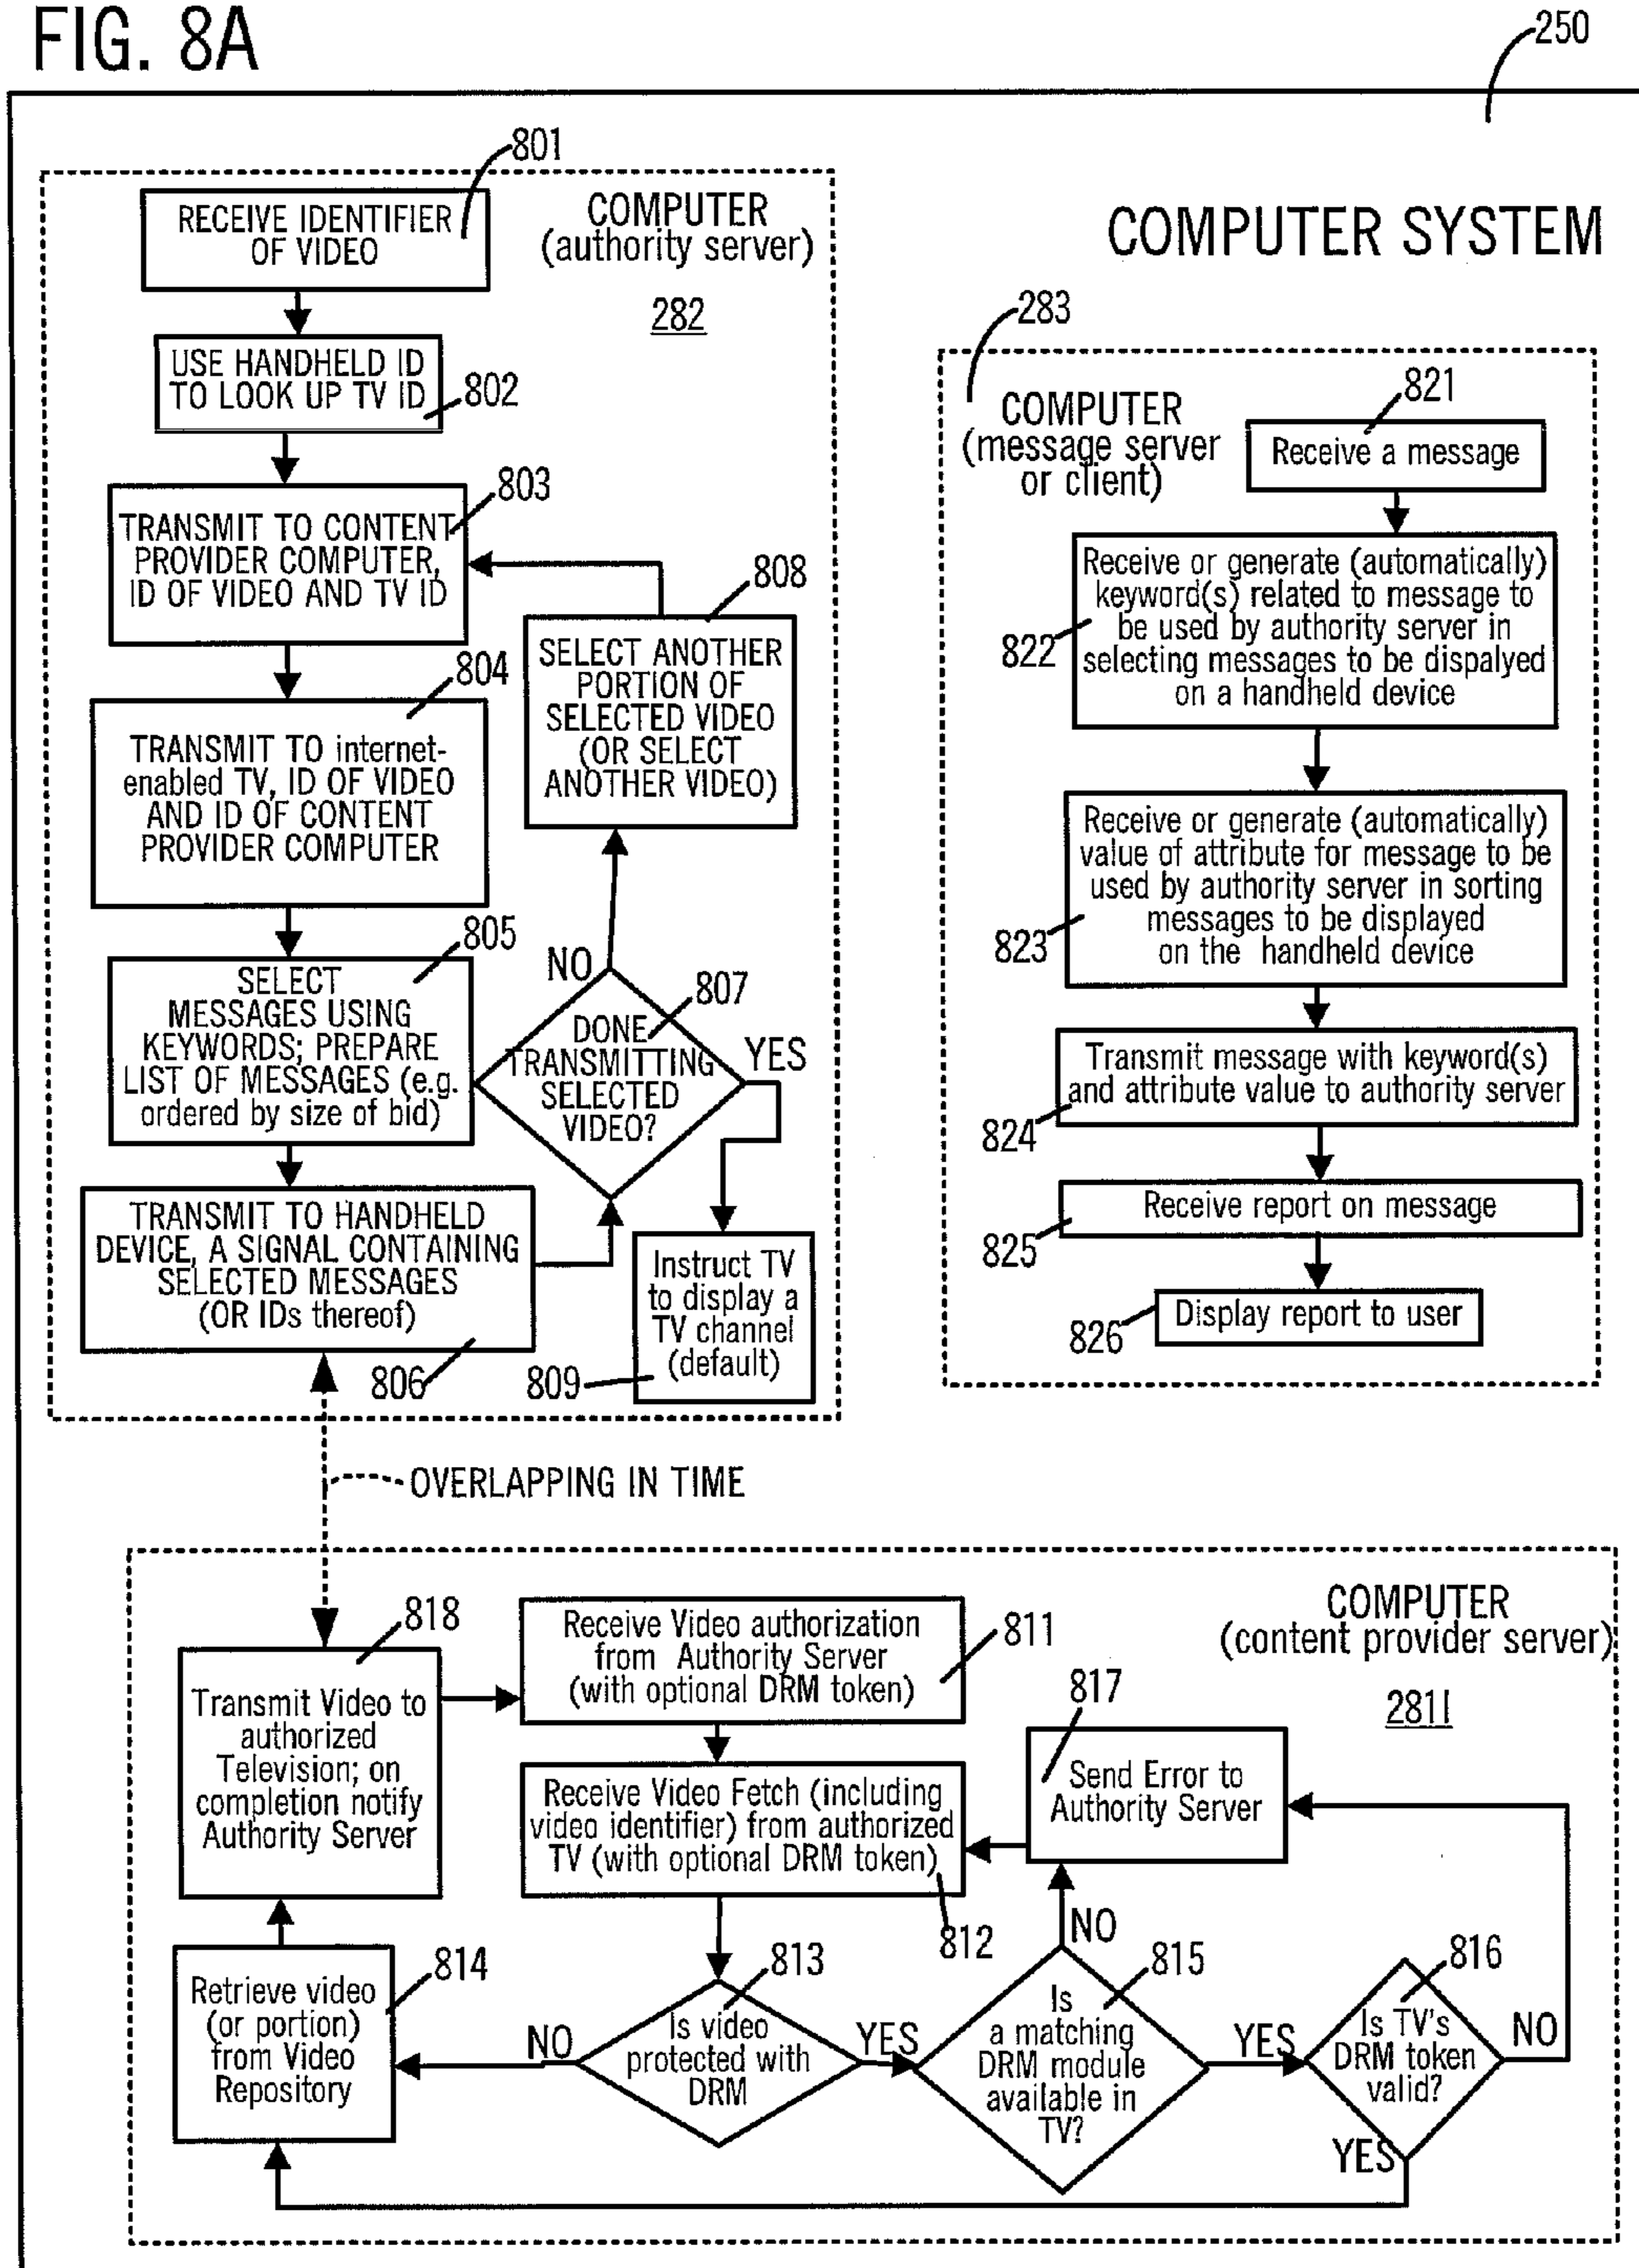 FIG. 8A
250
801
RECEIVE IDENTIFIER
OF VIDEO
COMPUTER
(authority server)
282
USE HANDHELD ID
TO LOOK UP TV ID
802
803
TRANSMIT TO CONTENT
PROVIDER COMPUTER,
ID OF VIDEO AND TV ID
804
TRANSMIT TO internet-
enabled TV, ID OF VIDEO
AND ID OF CONTENT
PROVIDER COMPUTER
805
SELECT
MESSAGES USING
KEYWORDS; PREPARE
LIST OF MESSAGES (e.g.
ordered by size of bid)
TRANSMIT TO HANDHELD
DEVICE, A SIGNAL CONTAINING
SELECTED MESSAGES
(OR IDs thereof)
806
808
SELECT ANOTHER
PORTION OF
SELECTED VIDEO
(OR SELECT
ANOTHER VIDEO)
NO
807
DONE
TRANSMITTING
SELECTED
VIDEO?
YES
Instruct TV
to display a
TV channel
(default)
809
COMPUTER SYSTEM
283
COMPUTER
(message server
or client)
821
Receive a message
Receive or generate (automatically)
keyword(s) related to message to
be used by authority server in
selecting messages to be dispalyed
on a handheld device
822
Receive or generate (automatically)
value of attribute for message to be
used by authority server in sorting
messages to be displayed
on the handheld device
823
Transmit message with keyword(s)
and attribute value to authority server
824
Receive report on message
825
Display report to user
826
OVERLAPPING IN TIME
COMPUTER
(content provider server)
281I
818
Transmit Video to
authorized
Television; on
completion notify
Authority Server
Receive Video authorization
from Authority Server
(with optional DRM token)
811
Receive Video Fetch (including
video identifier) from authorized
TV (with optional DRM token)
812
817
Send Error to
Authority Server
814
Retrieve video
(or portion)
from Video
Repository
NO
813
Is video
protected with
DRM
YES
NO
815
Is
a matching
DRM module
available in
TV?
YES
816
Is TV's
DRM token
valid?
NO
YES